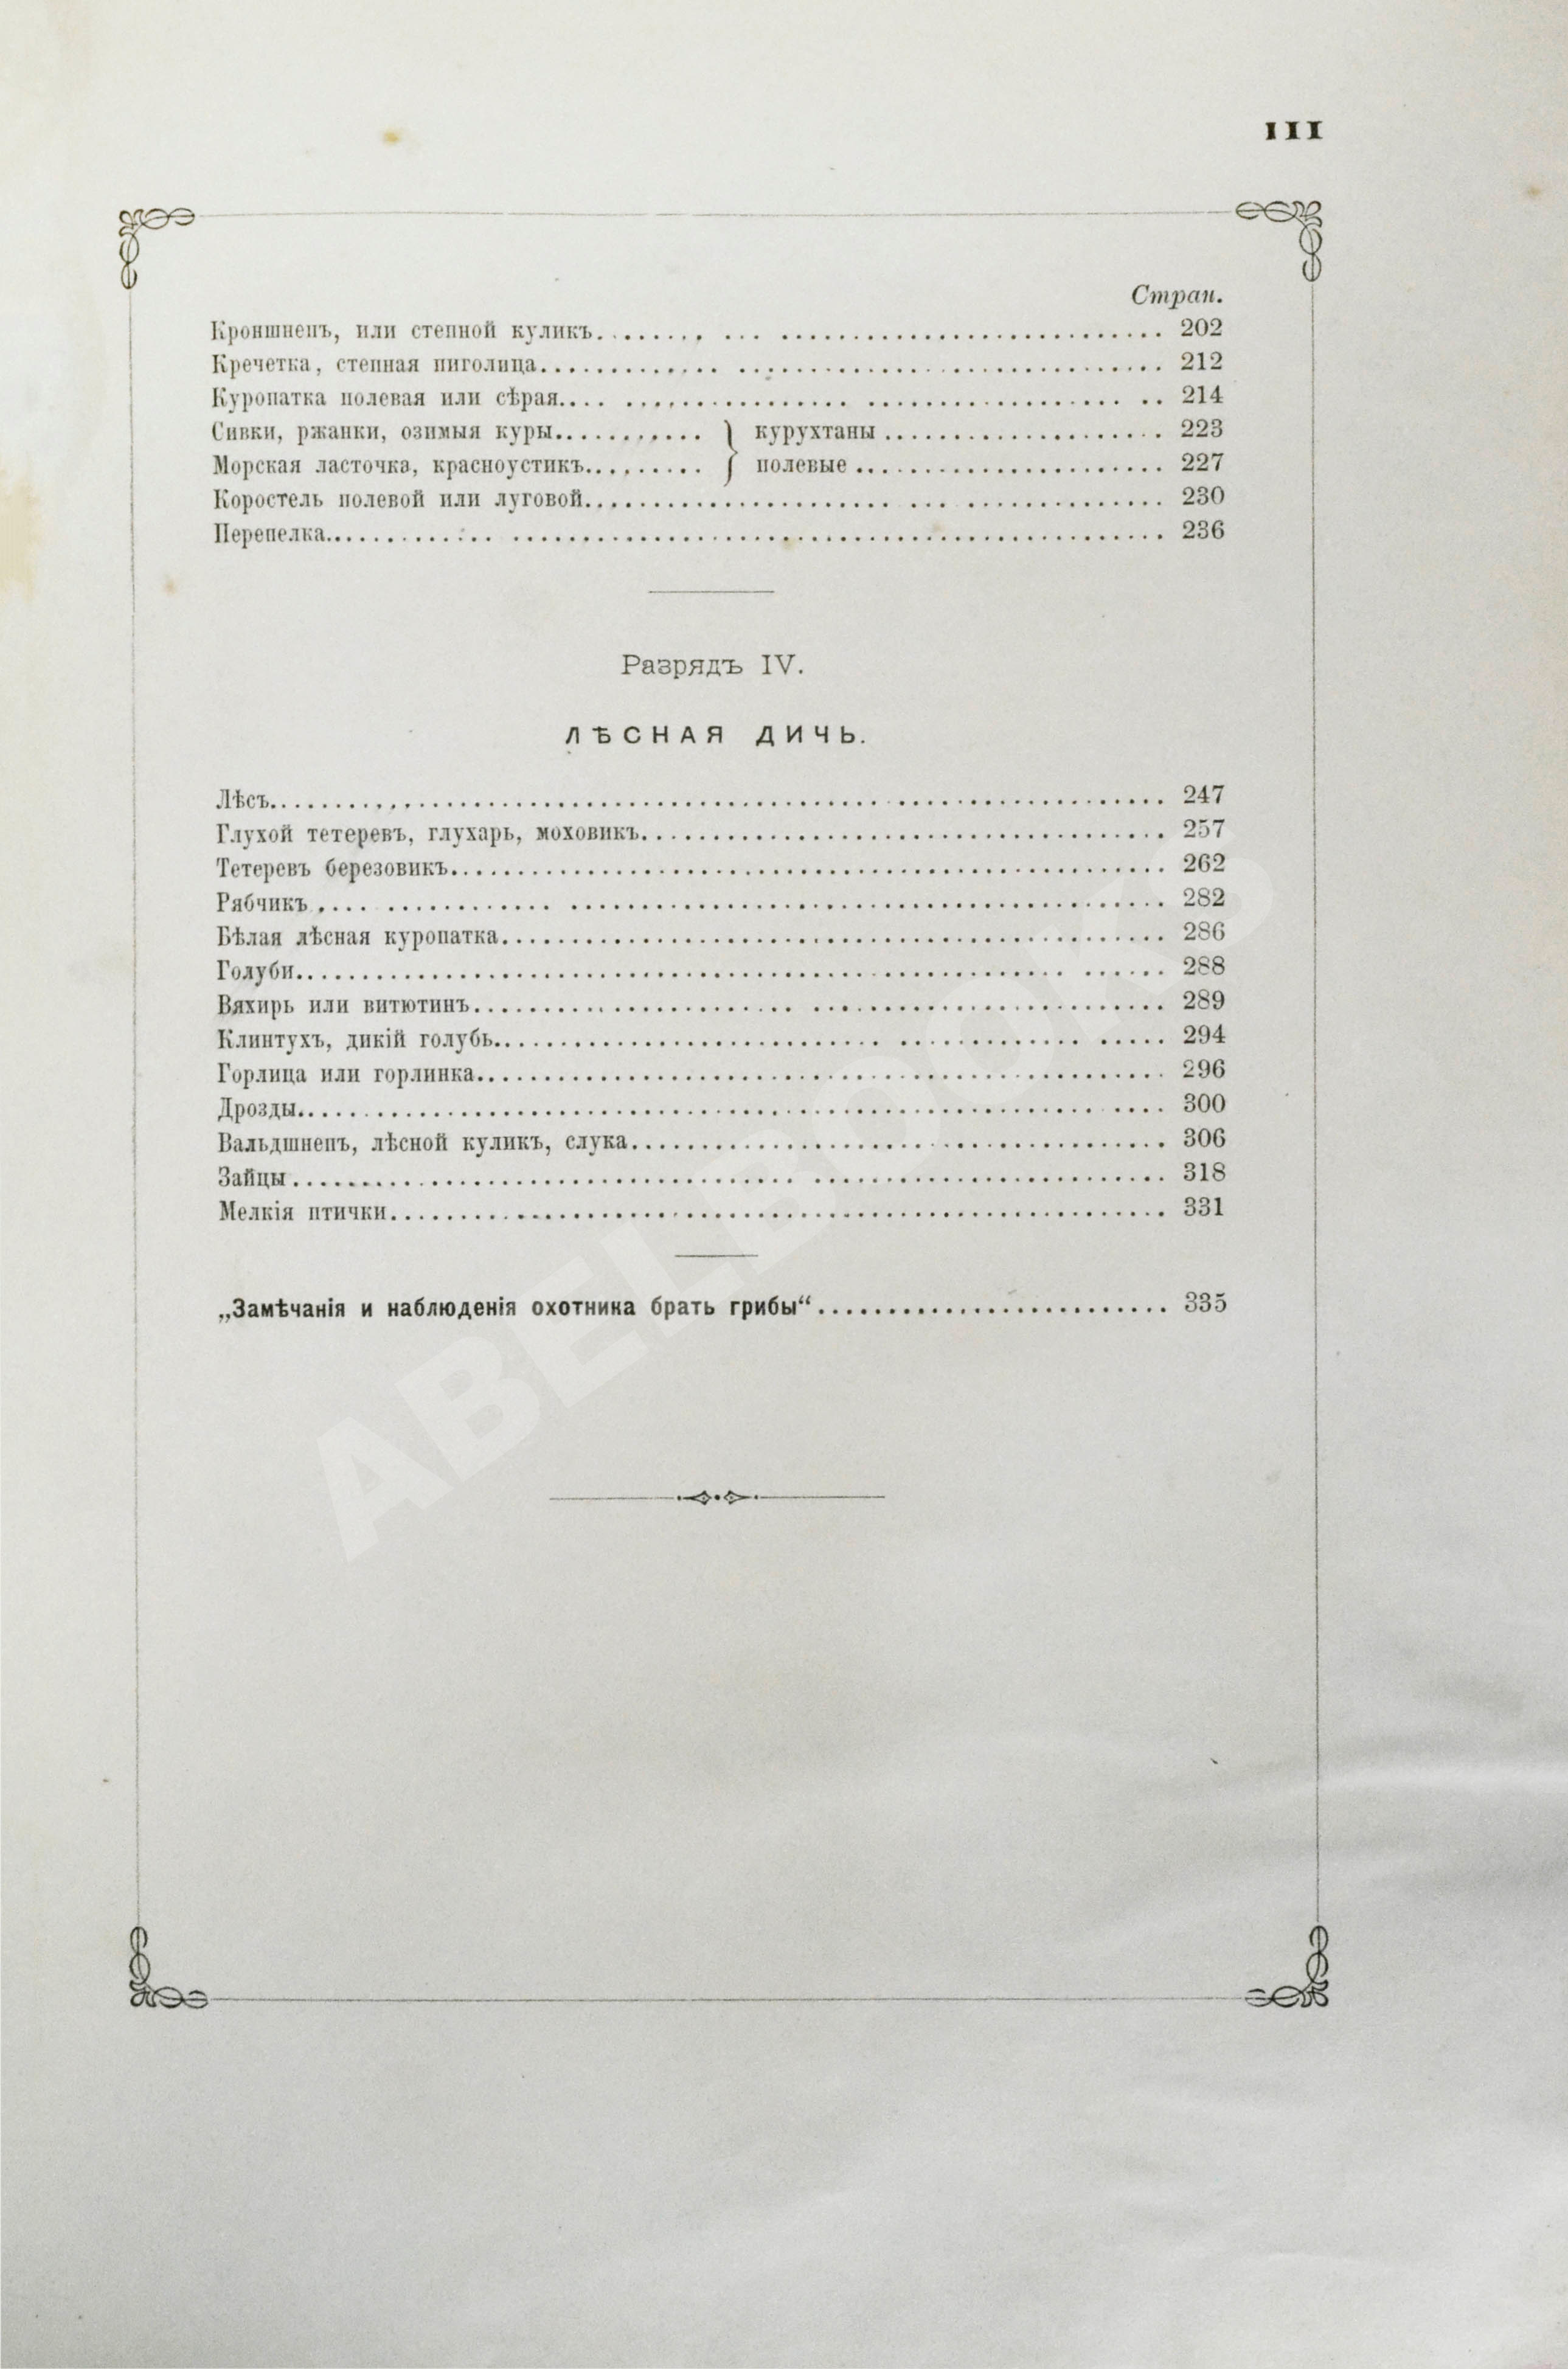 III
Стран.
Кроншнепъ, или степной куликъ........ ... ........................... 202
Кречетка, степная пиголица............. .............................. 212
Куропатка полевая или сѣрая.... ................ .................. .. 214
Сивки, ржанки, озимыя куры........... } курухтаны .................... 223
Морская ласточка, красноустикъ......... } полевые ...................... 227
Коростель полевой или луговой...................... ... .............. 230
Перепелка............ .............................................. 236
Разрядъ IV.
ЛѢСНАЯ ДИЧЬ.
Лѣсъ................................................................ 247
Глухой тетеревъ, глухарь, моховикъ..................................... 257
Тетеревъ березовикъ................................................... 262
Рябчикъ .... ............ .......................................... 282
Бѣлая лѣсная куропатка............................................... 286
Голуби...................................................... ...... 288
Вяхирь или витютинъ....................... ......................... 289
Клинтухъ, дикій голубь........................... ............. ..... 294
Горлица или горлинка................................................. 296
Дрозды........................................................ .... 300
Вальдшнепъ, лѣсной куликъ, слука...................................... 306
Зайцы .................................... ......................... 318
Мелкія птички....................................................... 331
„Замѣчанія и наблюденія охотника брать грибы“......................... 335
ABELBOOKS